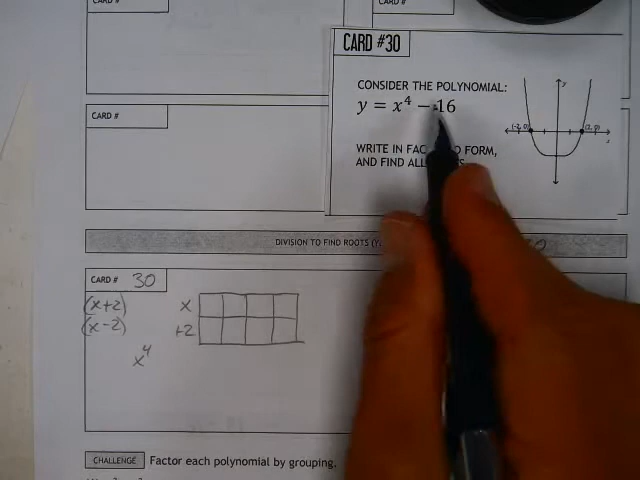 CARD #
CARD #
CARD #30
CONSIDER THE POLYNOMIAL:
y = x⁴ − 16
(-2, 0)
(2, 0)
y
x
WRITE IN
FORM,
AND FIND ALL
CARD #
DIVISION TO FIND ROOTS
CARD # 30
(x+2)
(x−2)
x⁴
x
+2
CHALLENGE Factor each polynomial by grouping.